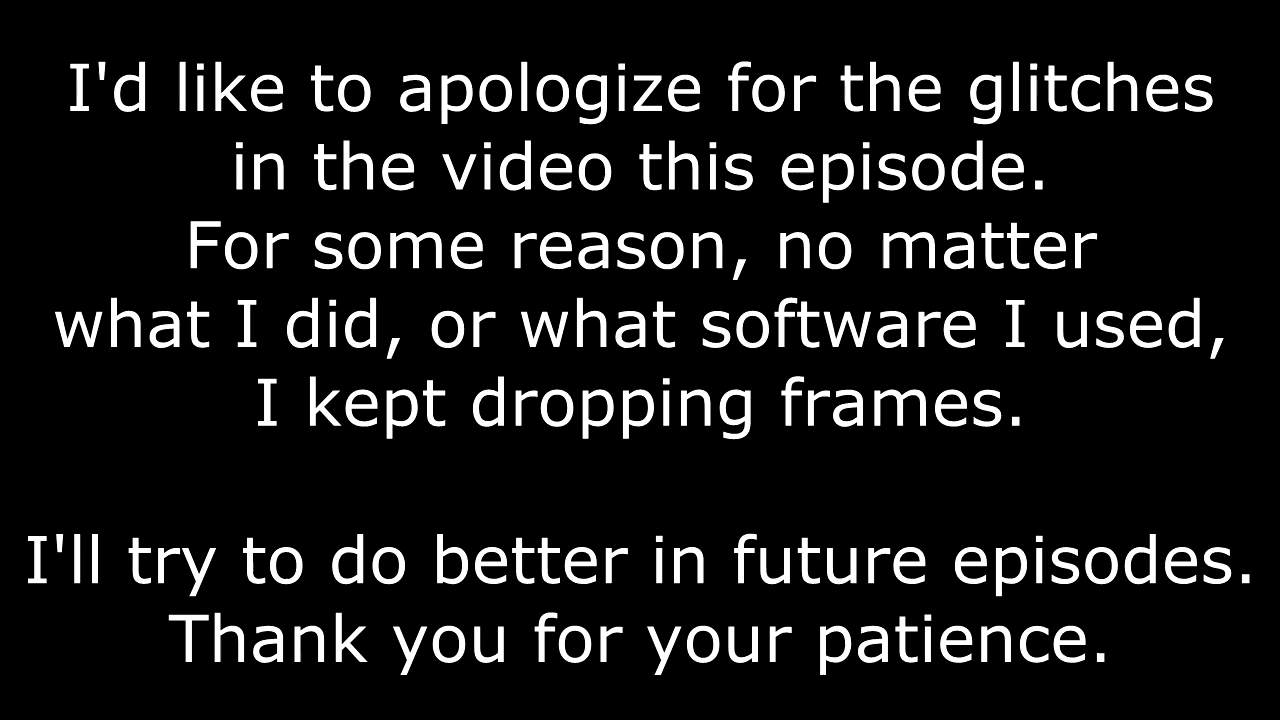 I'd like to apologize for the glitches
in the video this episode.
For some reason, no matter
what I did, or what software I used,
I kept dropping frames.
I'll try to do better in future episodes.
Thank you for your patience.